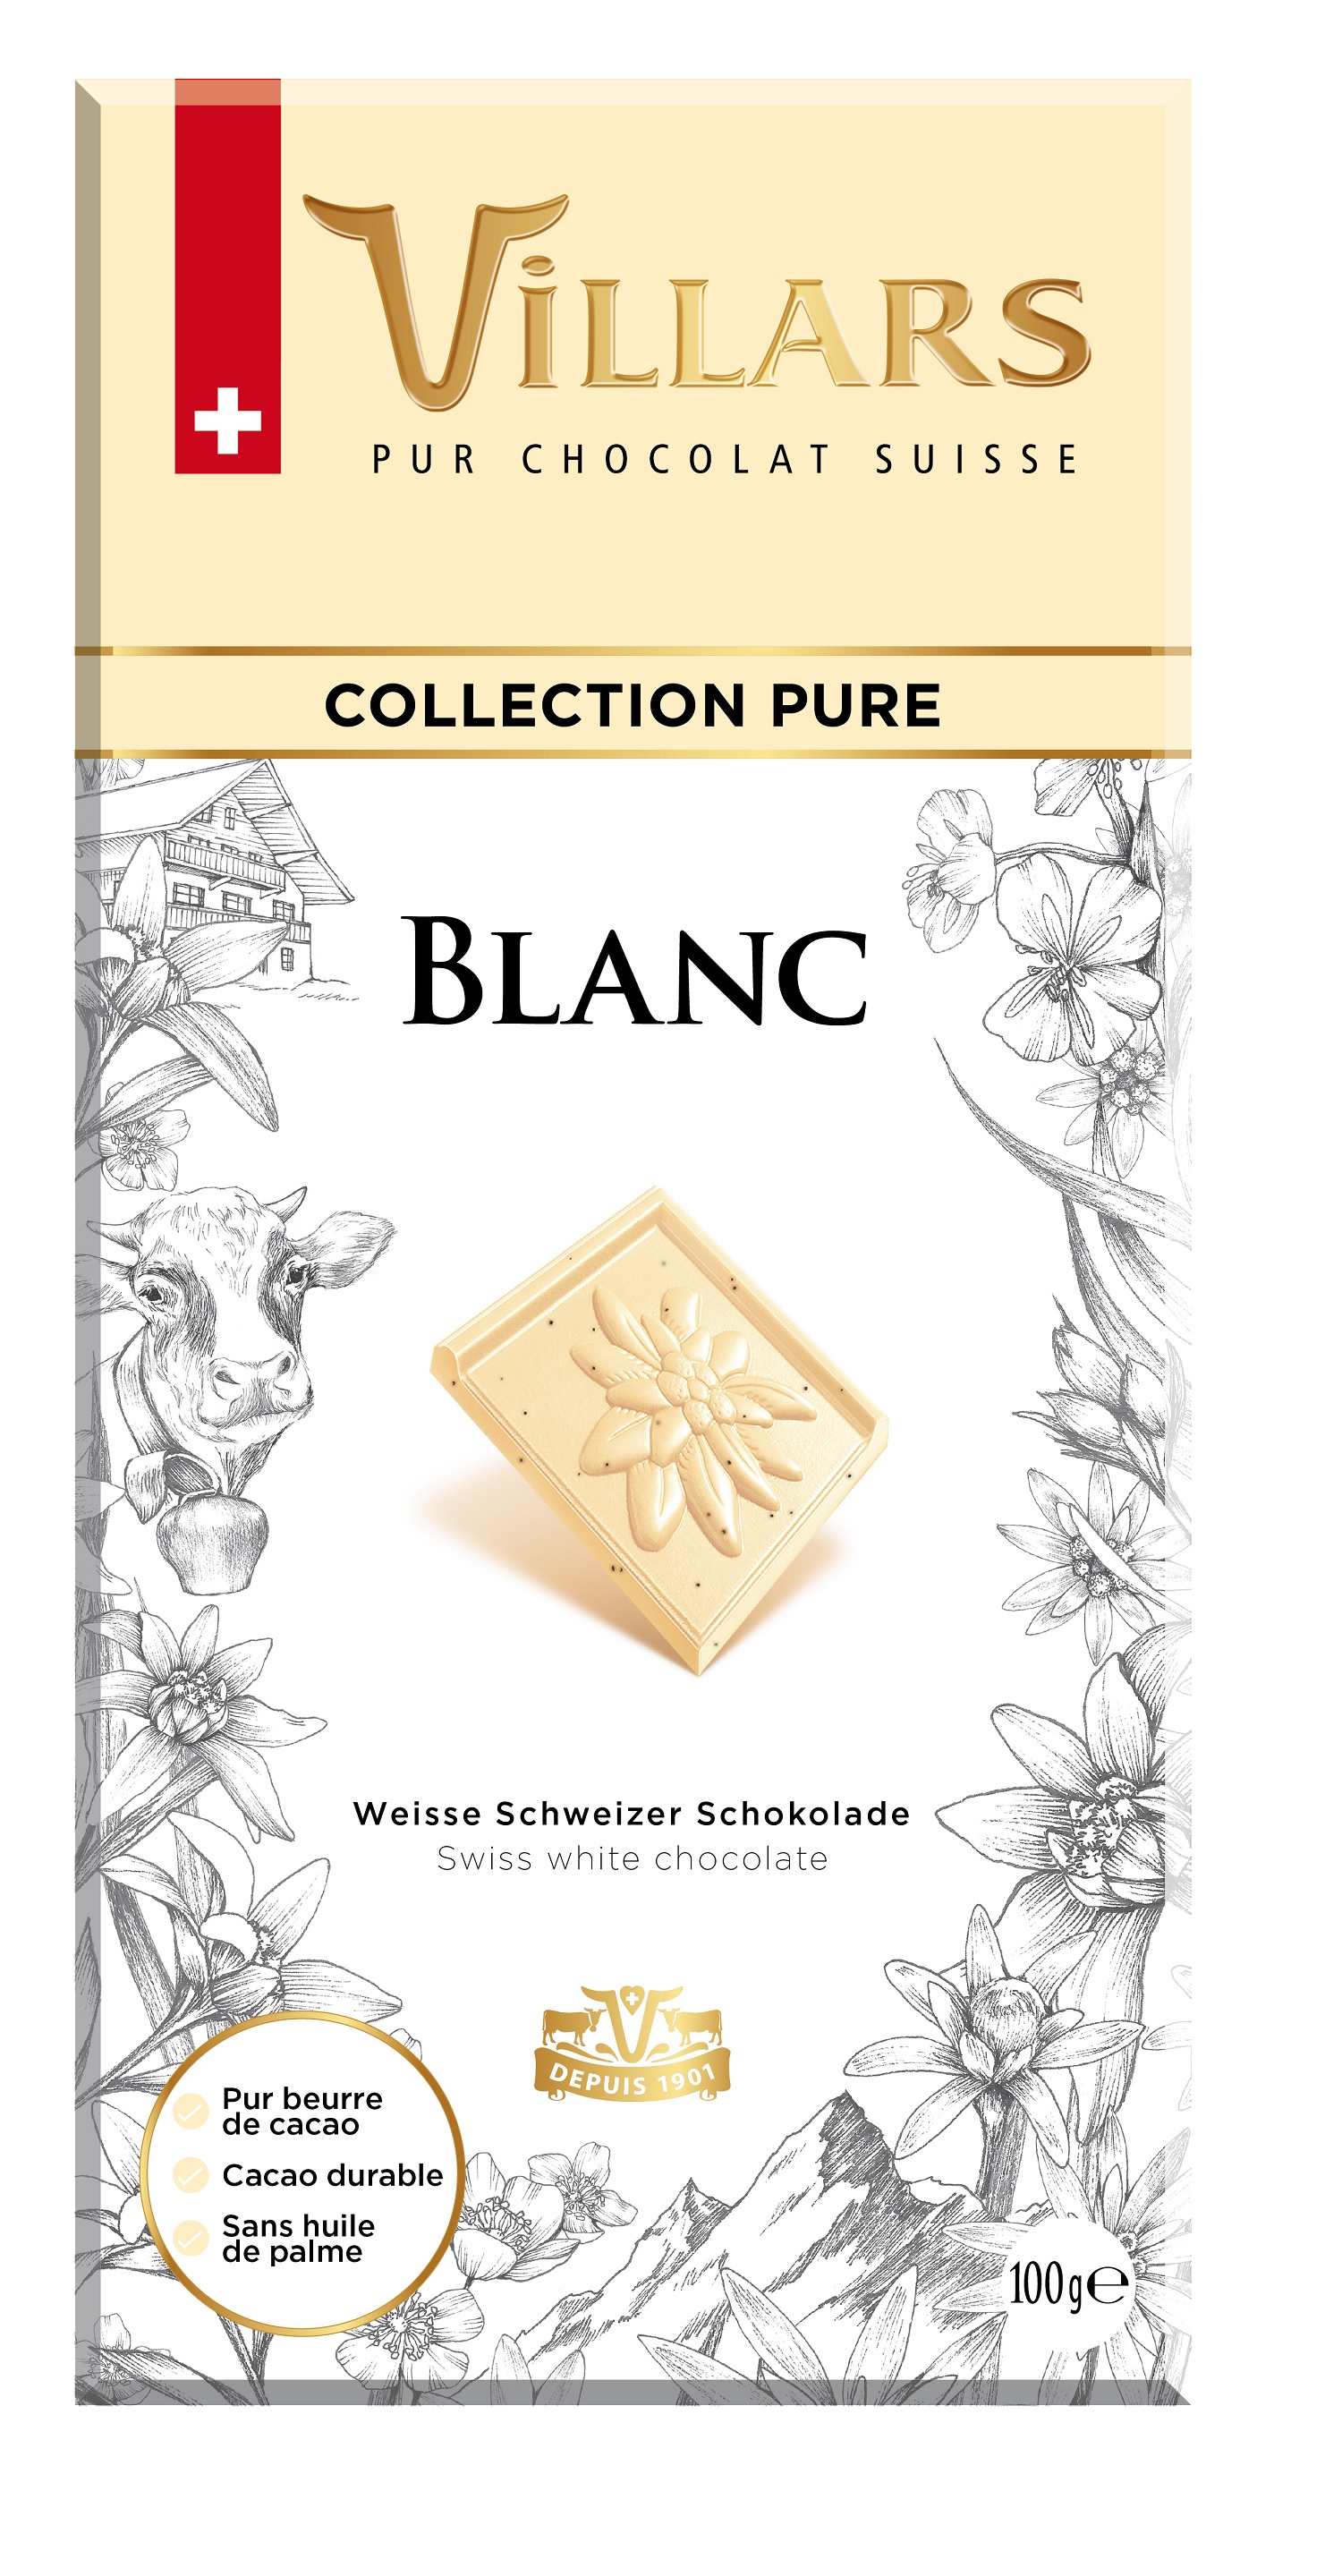 VILLARS
PUR CHOCOLAT SUISSE
COLLECTION PURE
BLANC
Weisse Schweizer Schokolade
Swiss white chocolate
DEPUIS 1901
Pur beurre
de cacao
Cacao durable
Sans huile
de palme
100g℮